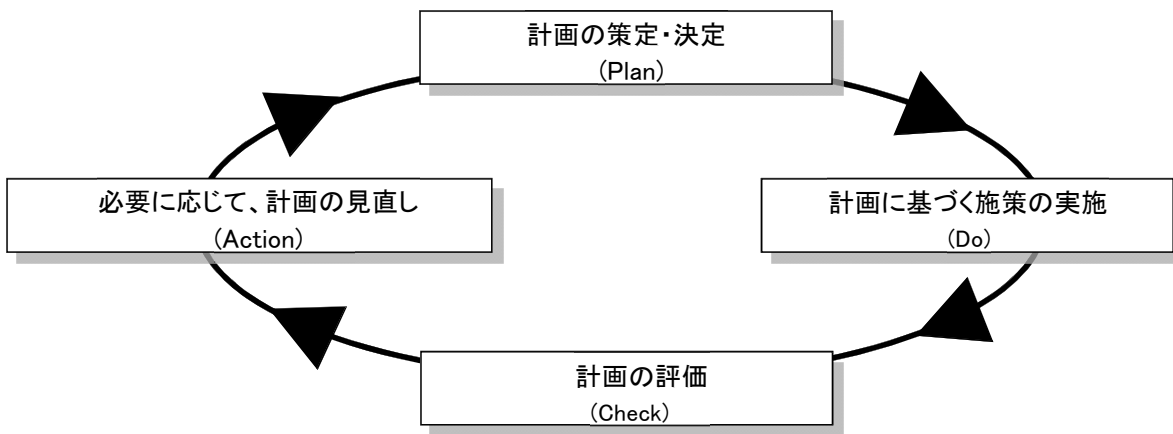 計画の策定・決定
(Plan)
必要に応じて、計画の見直し
(Action)
計画に基づく施策の実施
(Do)
計画の評価
(Check)